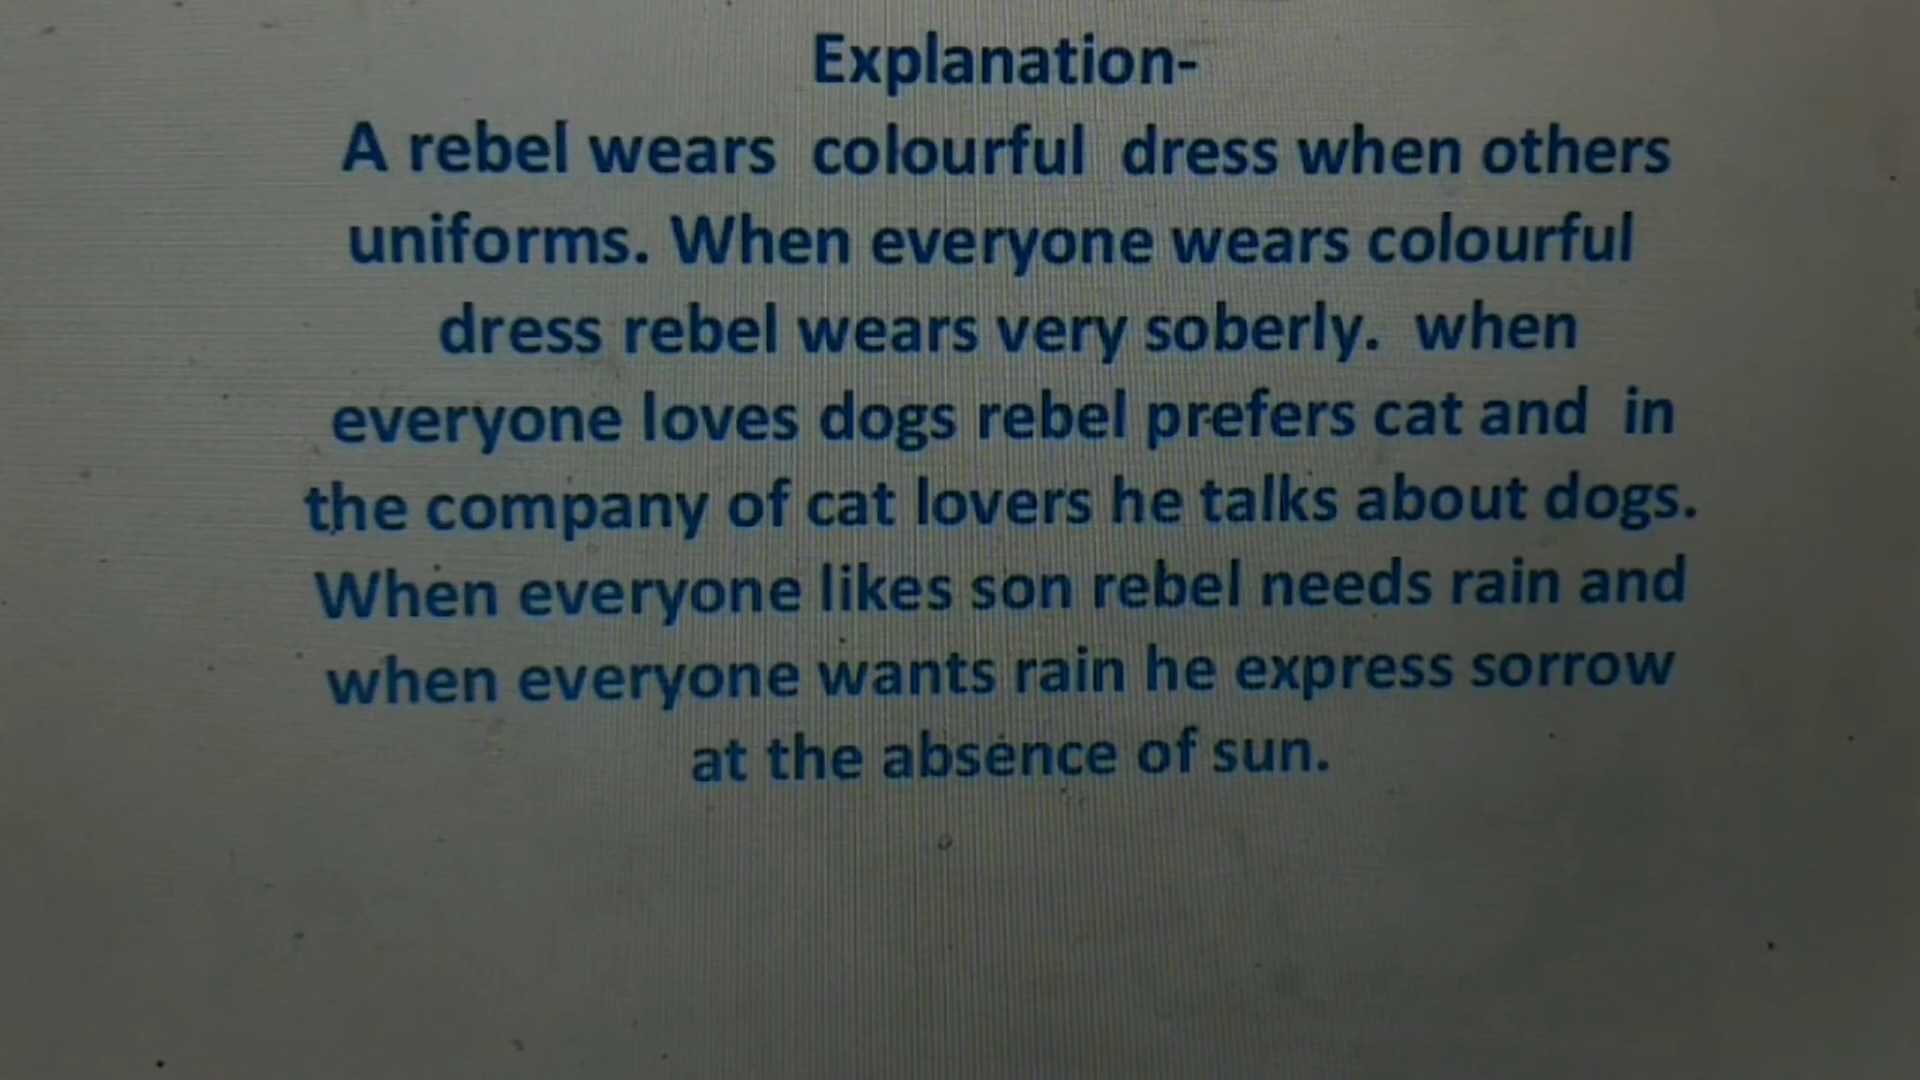 Explanation-
A rebel wears colourful dress when others
uniforms. When everyone wears colourful
dress rebel wears very soberly. when
everyone loves dogs rebel prefers cat and in
the company of cat lovers he talks about dogs.
When everyone likes son rebel needs rain and
when everyone wants rain he express sorrow
at the absence of sun.